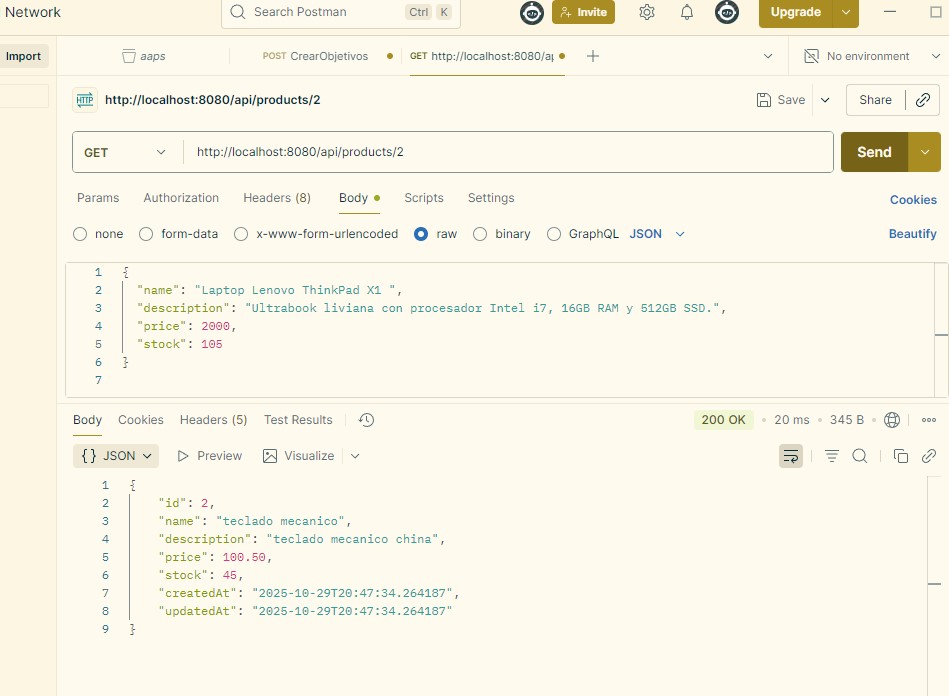 Network
Search Postman
Ctrl K
Invite
Upgrade
Import
aaps
POST CrearObjetivos
GET http://localhost:8080/ap
No environment
HTTP
http://localhost:8080/api/products/2
Save
Share
GET
http://localhost:8080/api/products/2
Send
Params Authorization Headers (8) Body Scripts Settings
Cookies
none form-data x-www-form-urlencoded raw binary GraphQL JSON
Beautify
1 {
2 "name": "Laptop Lenovo ThinkPad X1 ",
3 "description": "Ultrabook liviana con procesador Intel i7, 16GB RAM y 512GB SSD.",
4 "price": 2000,
5 "stock": 105
6 }
7
Body Cookies Headers (5) Test Results
200 OK • 20 ms • 345 B •
{} JSON Preview Visualize
1 {
2 "id": 2,
3 "name": "teclado mecanico",
4 "description": "teclado mecanico china",
5 "price": 100.50,
6 "stock": 45,
7 "createdAt": "2025-10-29T20:47:34.264187",
8 "updatedAt": "2025-10-29T20:47:34.264187"
9 }